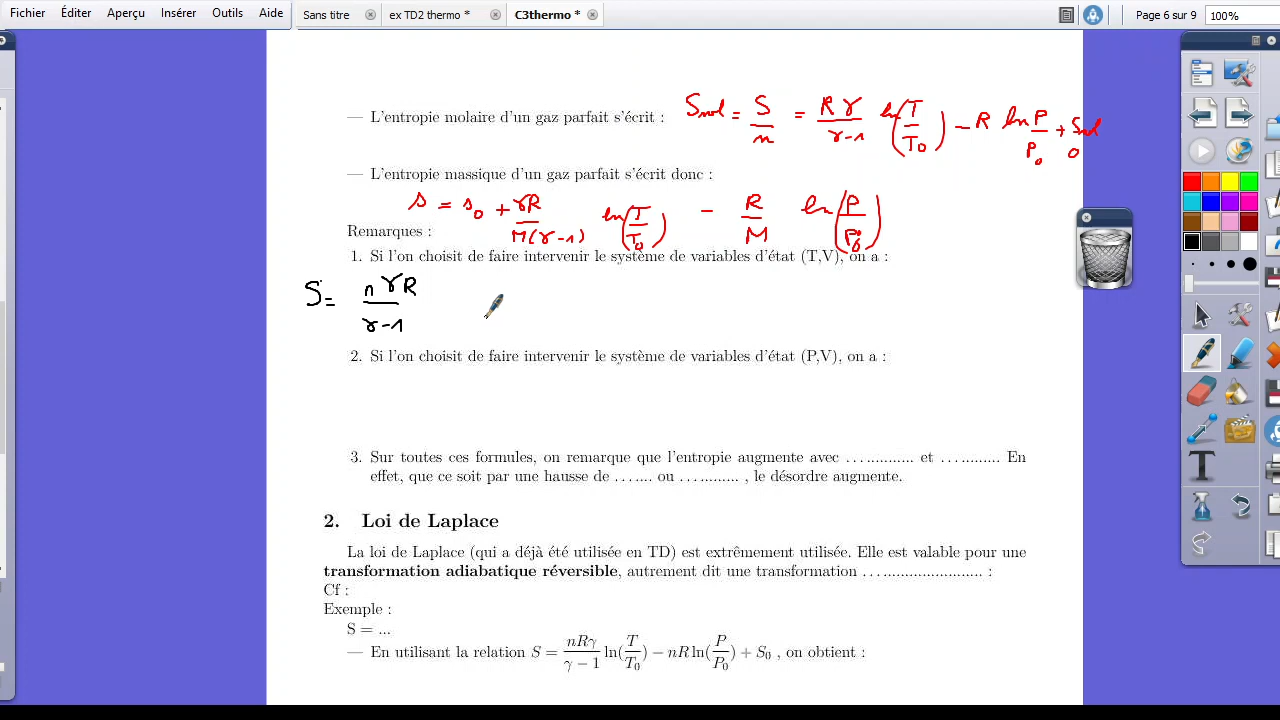 Fichier Éditer Aperçu Insérer Outils Aide Sans titre ex TD2 thermo * C3thermo * Page 6 sur 9 100%
— L'entropie molaire d'un gaz parfait s'écrit : Smol = S/n = Rγ/(γ-1) ln(T/T₀) - R ln P/P₀ + Smol 0
— L'entropie massique d'un gaz parfait s'écrit donc :
s = s₀ + γR/(M(γ-1)) ln(T/T₀) - R/M ln(P/P₀)
Remarques :
1. Si l'on choisit de faire intervenir le système de variables d'état (T,V), on a :
S = nγR/(γ-1)
2. Si l'on choisit de faire intervenir le système de variables d'état (P,V), on a :
3. Sur toutes ces formules, on remarque que l'entropie augmente avec .............. et ............ En
effet, que ce soit par une hausse de ....... ou ............ , le désordre augmente.
2. Loi de Laplace
La loi de Laplace (qui a déjà été utilisée en TD) est extrêmement utilisée. Elle est valable pour une
transformation adiabatique réversible, autrement dit une transformation ........................ :
Cf :
Exemple :
S = ...
— En utilisant la relation S = nRγ/(γ − 1) ln(T/T₀) − nR ln(P/P₀) + S₀ , on obtient :